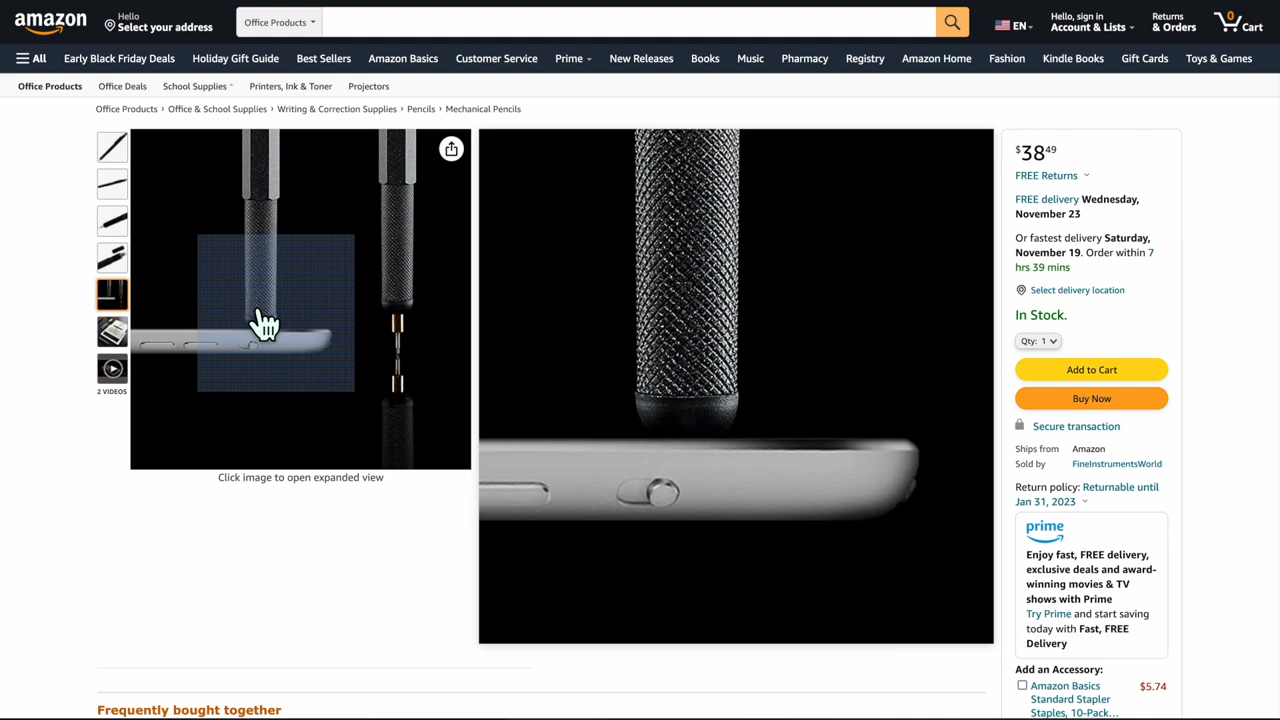 amazon
Hello
Select your address
Office Products
EN
Hello, sign in
Account & Lists
Returns
& Orders
0
Cart
All
Early Black Friday Deals
Holiday Gift Guide
Best Sellers
Amazon Basics
Customer Service
Prime
New Releases
Books
Music
Pharmacy
Registry
Amazon Home
Fashion
Kindle Books
Gift Cards
Toys & Games
Office Products
Office Deals
School Supplies
Printers, Ink & Toner
Projectors
Office Products › Office & School Supplies › Writing & Correction Supplies › Pencils › Mechanical Pencils
2 VIDEOS
Click image to open expanded view
Frequently bought together
$38 49
FREE Returns
FREE delivery Wednesday,
November 23
Or fastest delivery Saturday,
November 19. Order within 7
hrs 39 mins
Select delivery location
In Stock.
Qty: 1
Add to Cart
Buy Now
Secure transaction
Ships from Amazon
Sold by FineInstrumentsWorld
Return policy: Returnable until
Jan 31, 2023
prime
Enjoy fast, FREE delivery,
exclusive deals and award-
winning movies & TV
shows with Prime
Try Prime and start saving
today with Fast, FREE
Delivery
Add an Accessory:
Amazon Basics $5.74
Standard Stapler
Staples, 10-Pack...